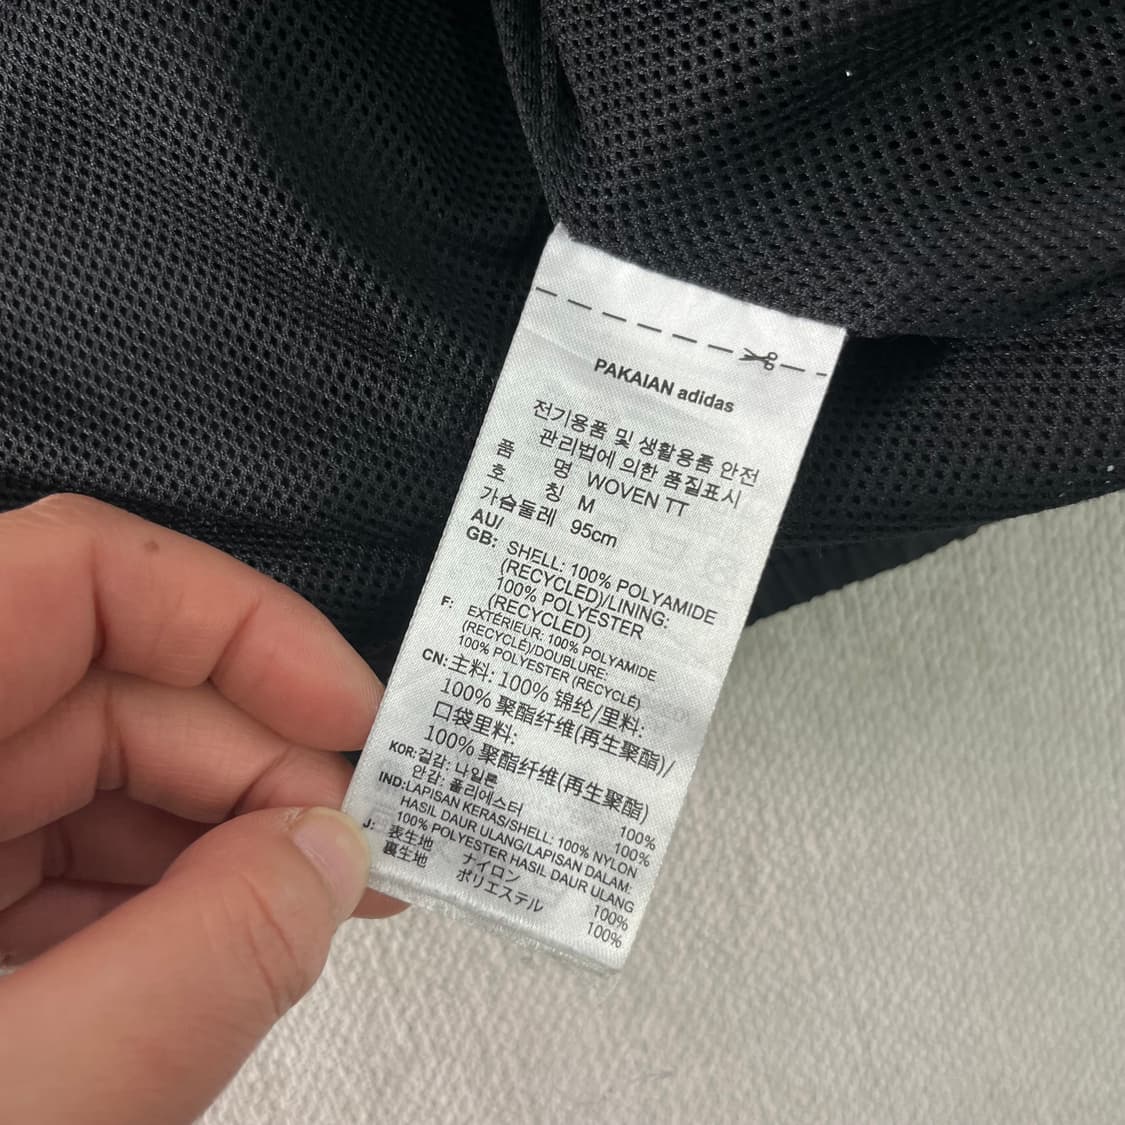 PAKAIAN adidas
전기용품 및 생활용품 안전
관리법에 의한 품질표시
품 명 WOVEN TT
호 칭 M
가슴둘레 95cm
AU/
GB: SHELL: 100% POLYAMIDE
(RECYCLED)/LINING:
100% POLYESTER
(RECYCLED)
F: EXTÉRIEUR: 100% POLYAMIDE
(RECYCLÉ)/DOUBLURE:
100% POLYESTER (RECYCLÉ)
CN: 主料: 100% 锦纶/里料:
100% 聚酯纤维(再生聚酯)/
口袋里料:
100% 聚酯纤维(再生聚酯)
KOR: 겉감: 나일론 100%
안감: 폴리에스터 100%
IND: LAPISAN KERAS/SHELL: 100% NYLON
HASIL DAUR ULANG/LAPISAN DALAM:
100% POLYESTER HASIL DAUR ULANG
J: 表生地 ナイロン 100%
裏生地 ポリエステル 100%